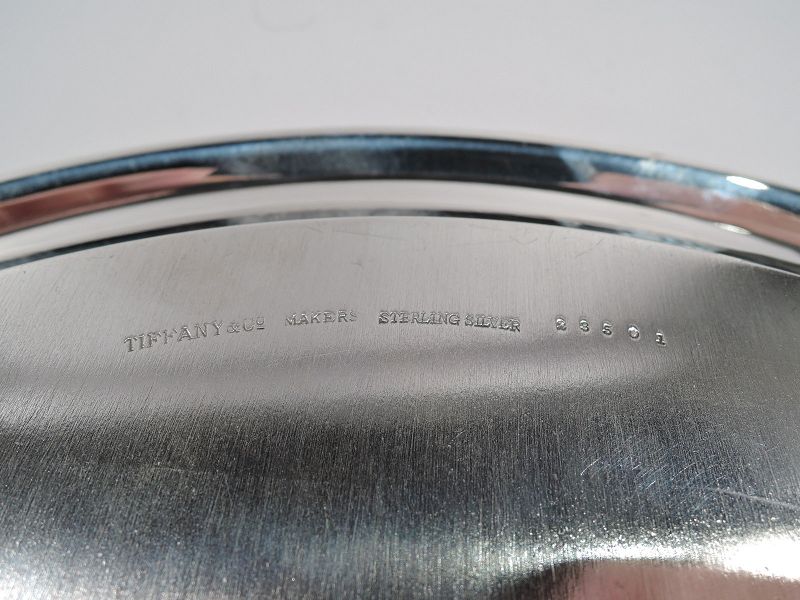 TIFFANY & Co MAKERS STERLING SILVER 23501